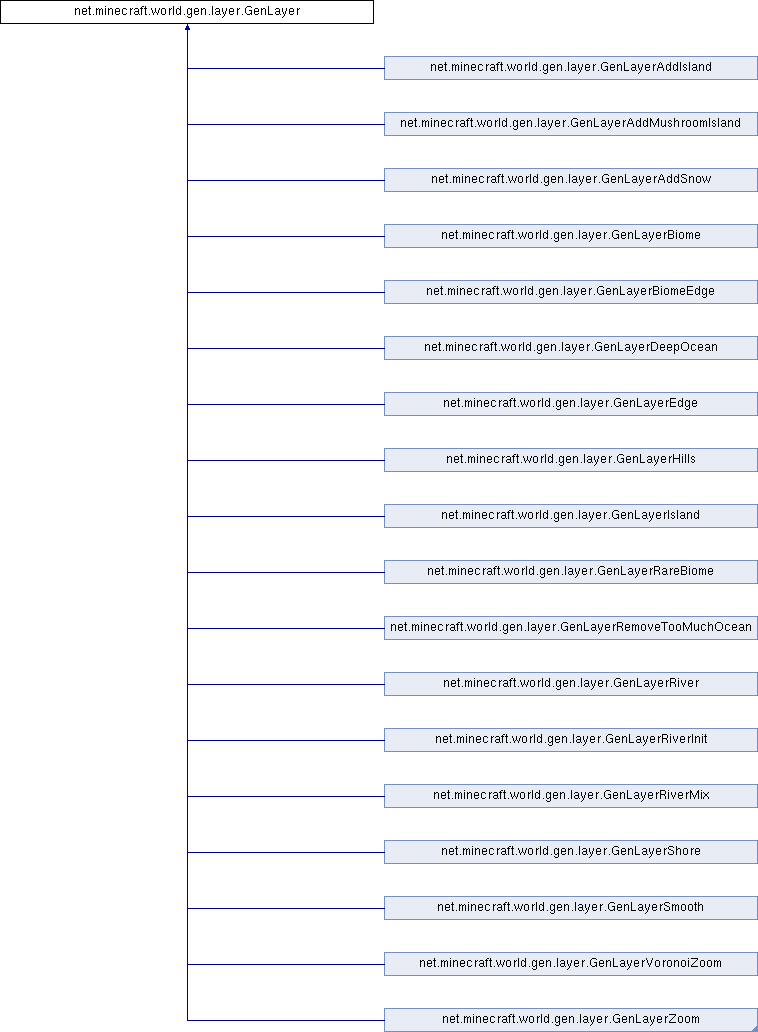 net.minecraft.world.gen.layer.GenLayer
net.minecraft.world.gen.layer.GenLayerAddIsland
net.minecraft.world.gen.layer.GenLayerAddMushroomIsland
net.minecraft.world.gen.layer.GenLayerAddSnow
net.minecraft.world.gen.layer.GenLayerBiome
net.minecraft.world.gen.layer.GenLayerBiomeEdge
net.minecraft.world.gen.layer.GenLayerDeepOcean
net.minecraft.world.gen.layer.GenLayerEdge
net.minecraft.world.gen.layer.GenLayerHills
net.minecraft.world.gen.layer.GenLayerIsland
net.minecraft.world.gen.layer.GenLayerRareBiome
net.minecraft.world.gen.layer.GenLayerRemoveTooMuchOcean
net.minecraft.world.gen.layer.GenLayerRiver
net.minecraft.world.gen.layer.GenLayerRiverInit
net.minecraft.world.gen.layer.GenLayerRiverMix
net.minecraft.world.gen.layer.GenLayerShore
net.minecraft.world.gen.layer.GenLayerSmooth
net.minecraft.world.gen.layer.GenLayerVoronoiZoom
net.minecraft.world.gen.layer.GenLayerZoom